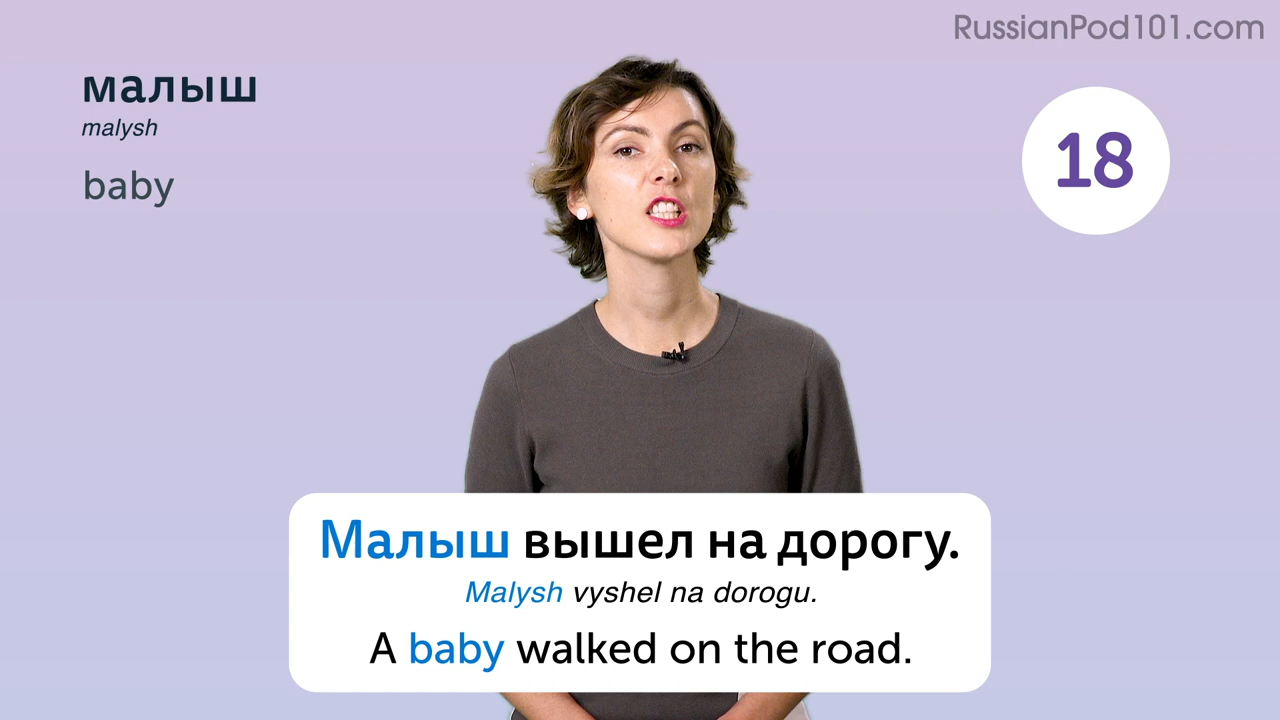 RussianPod101.com
малыш
malysh
baby
18
Малыш вышел на дорогу.
Malysh vyshel na dorogu.
A baby walked on the road.